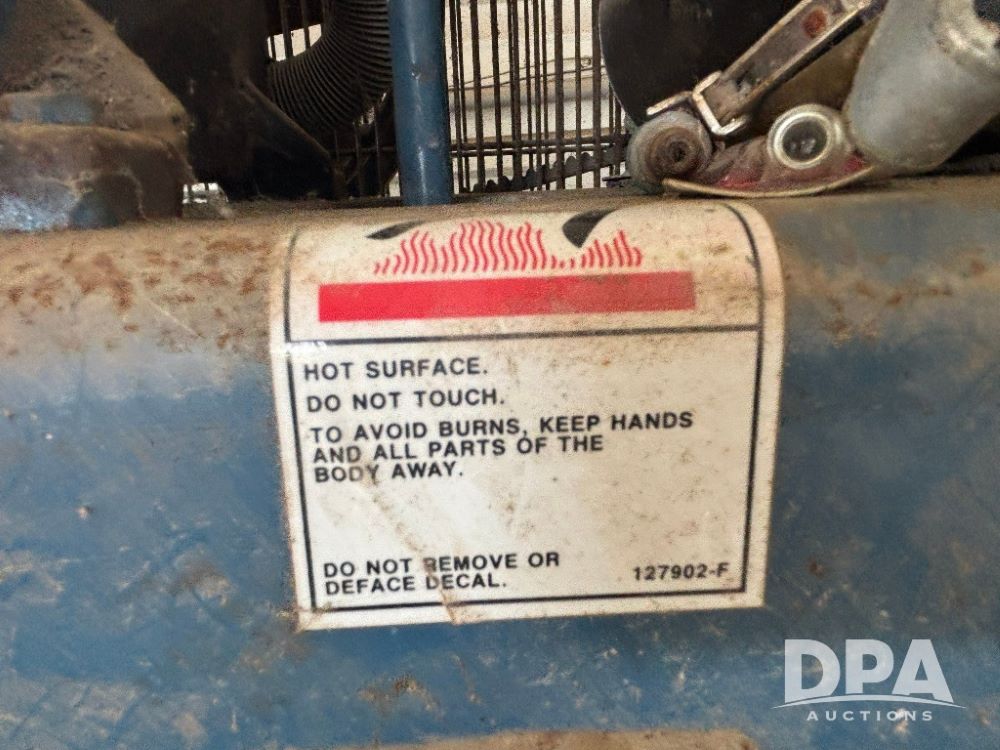 HOT SURFACE.
DO NOT TOUCH.
TO AVOID BURNS, KEEP HANDS
AND ALL PARTS OF THE
BODY AWAY.
DO NOT REMOVE OR
DEFACE DECAL.
127902-F
DPA
AUCTIONS